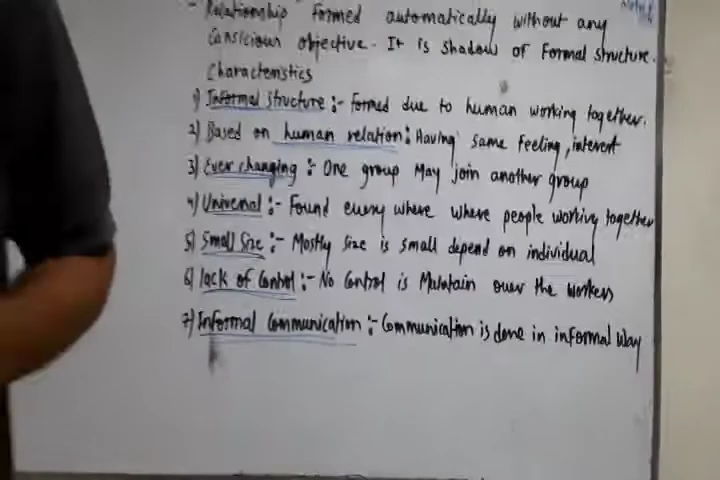 - Relationship formed automatically without any
Conscious objective. It is shadow of Formal structure.
Characteristics
1) Informal structure :- Formed due to human working together.
2) Based on human relation: Having same feeling, interest
3) Ever changing :- One group May join another group
4) Universal :- Found every where where people working together
5) Small Size :- Mostly size is small depend on individual
6) lack of Control :- No Control is Maintain over the workers
7) Informal Communication :- Communication is done in informal way